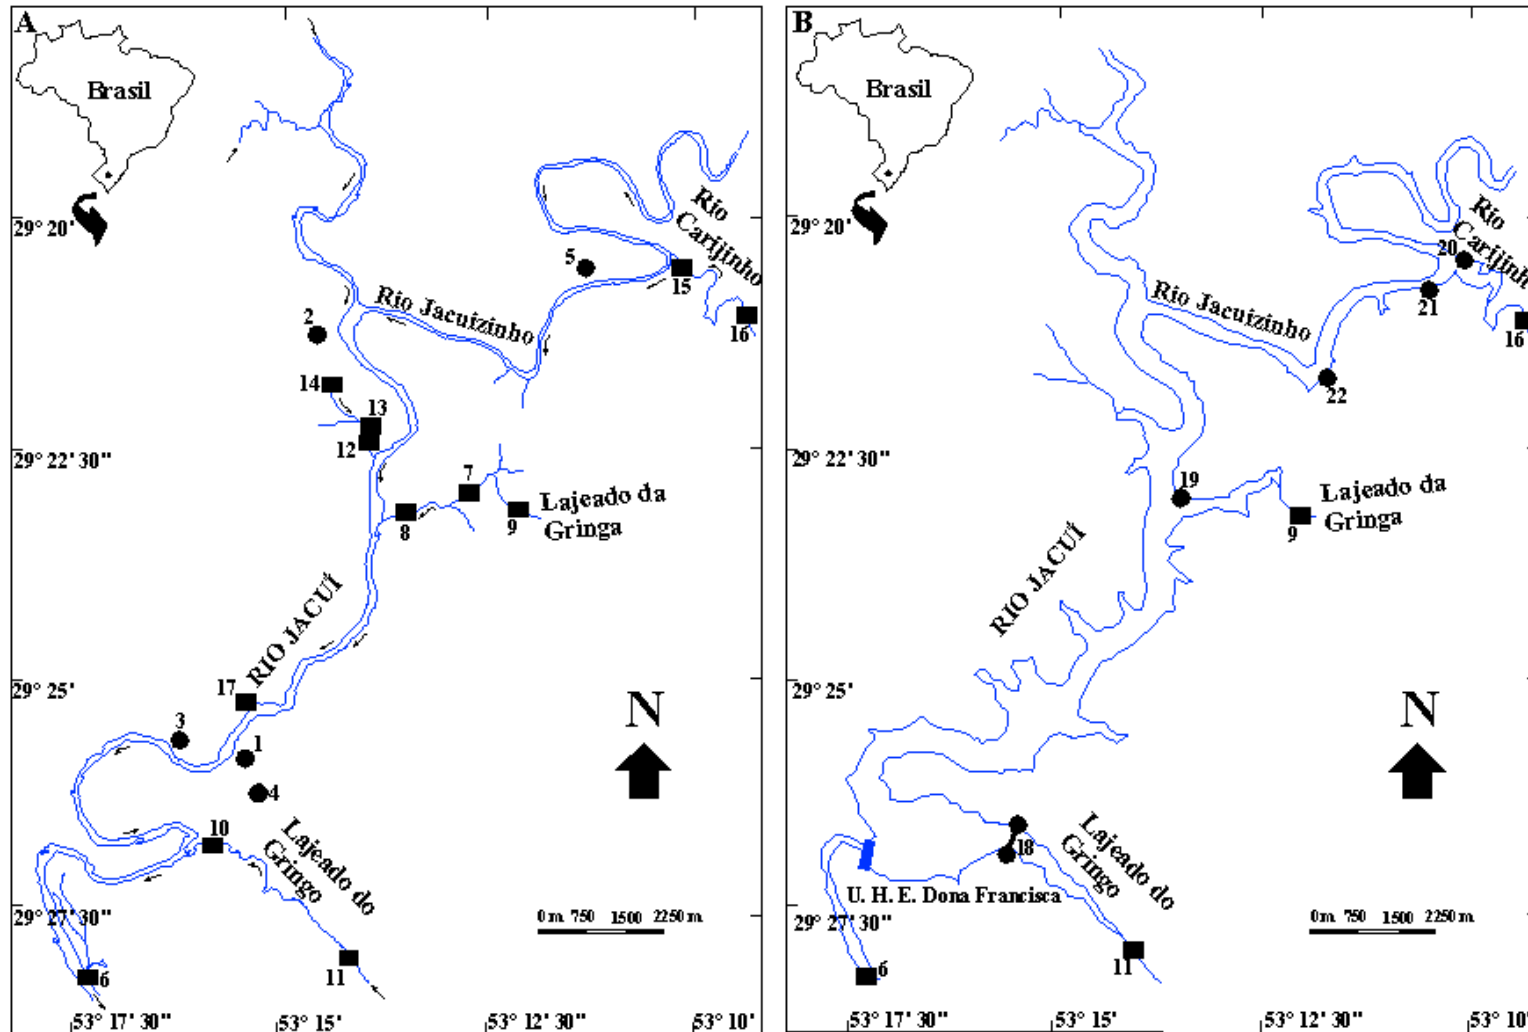 A
Brasil
29° 20'
Rio
Carijinho
5
15
16
Rio Jacuizinho
2
14
13
12
29° 22' 30"
7
8
9
Lajeado da
Gringa
RIO JACUÍ
17
29° 25'
3
1
4
N
10
Lajeado do
Gringo
29° 27' 30"
0 m. 750 1500 2250 m.
6
11
53° 17' 30"
53° 15'
53° 12' 30"
53° 10'
B
Brasil
29° 20'
Rio
Carijinho
20
21
16
Rio Jacuizinho
22
29° 22' 30"
19
Lajeado da
Gringa
9
RIO JACUÍ
29° 25'
N
18
Lajeado do
Gringo
U. H. E. Dona Francisca
29° 27' 30"
0 m. 750 1500 2250 m.
6
11
53° 17' 30"
53° 15'
53° 12' 30"
53° 10